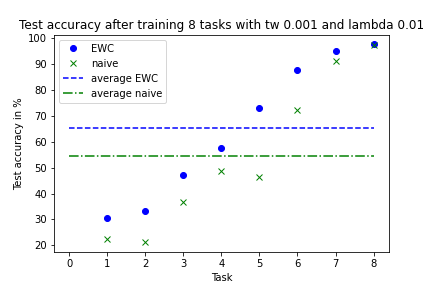 Test accuracy after training 8 tasks with tw 0.001 and lambda 0.01
100
90
80
70
60
50
40
30
20
Test accuracy in %
EWC
naive
average EWC
average naive
0 1 2 3 4 5 6 7 8
Task